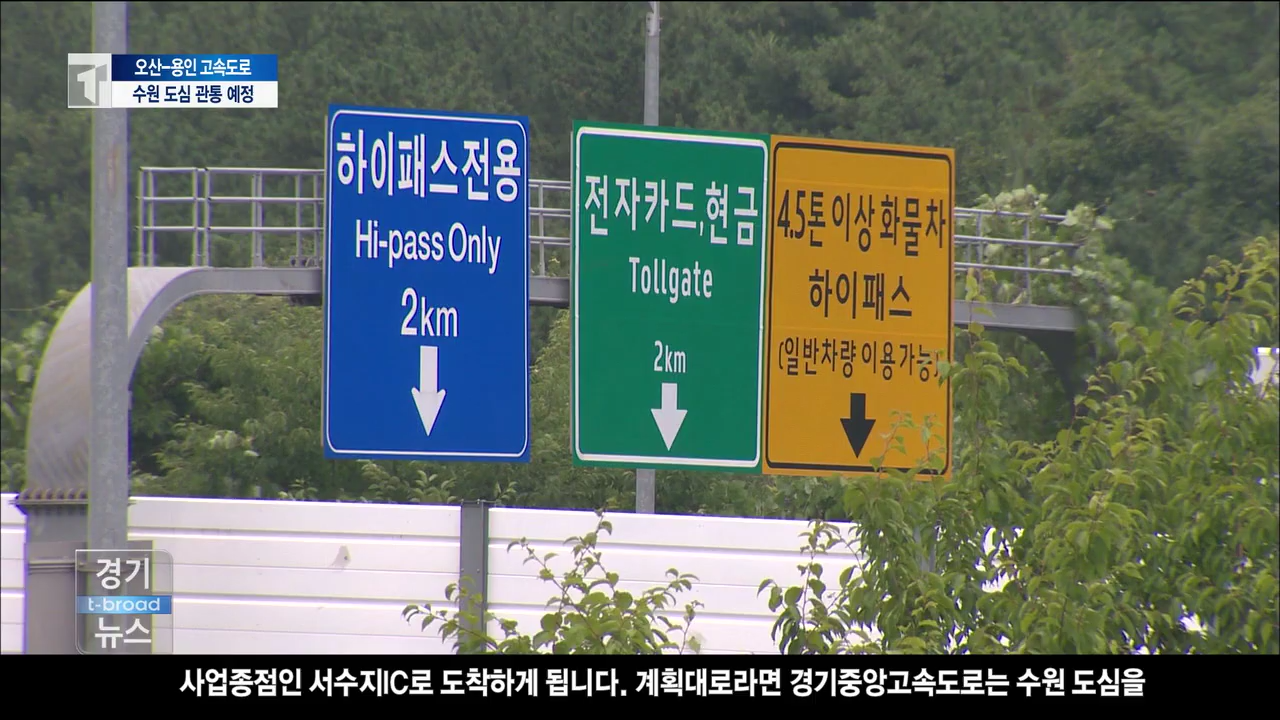 오산-용인 고속도로
수원 도심 관통 예정
하이패스전용
Hi-pass Only
2km
전자카드,현금
Tollgate
2km
4.5톤 이상 화물차
하이패스
(일반차량 이용가능)
경기
t-broad
뉴스
사업종점인 서수지IC로 도착하게 됩니다. 계획대로라면 경기중앙고속도로는 수원 도심을